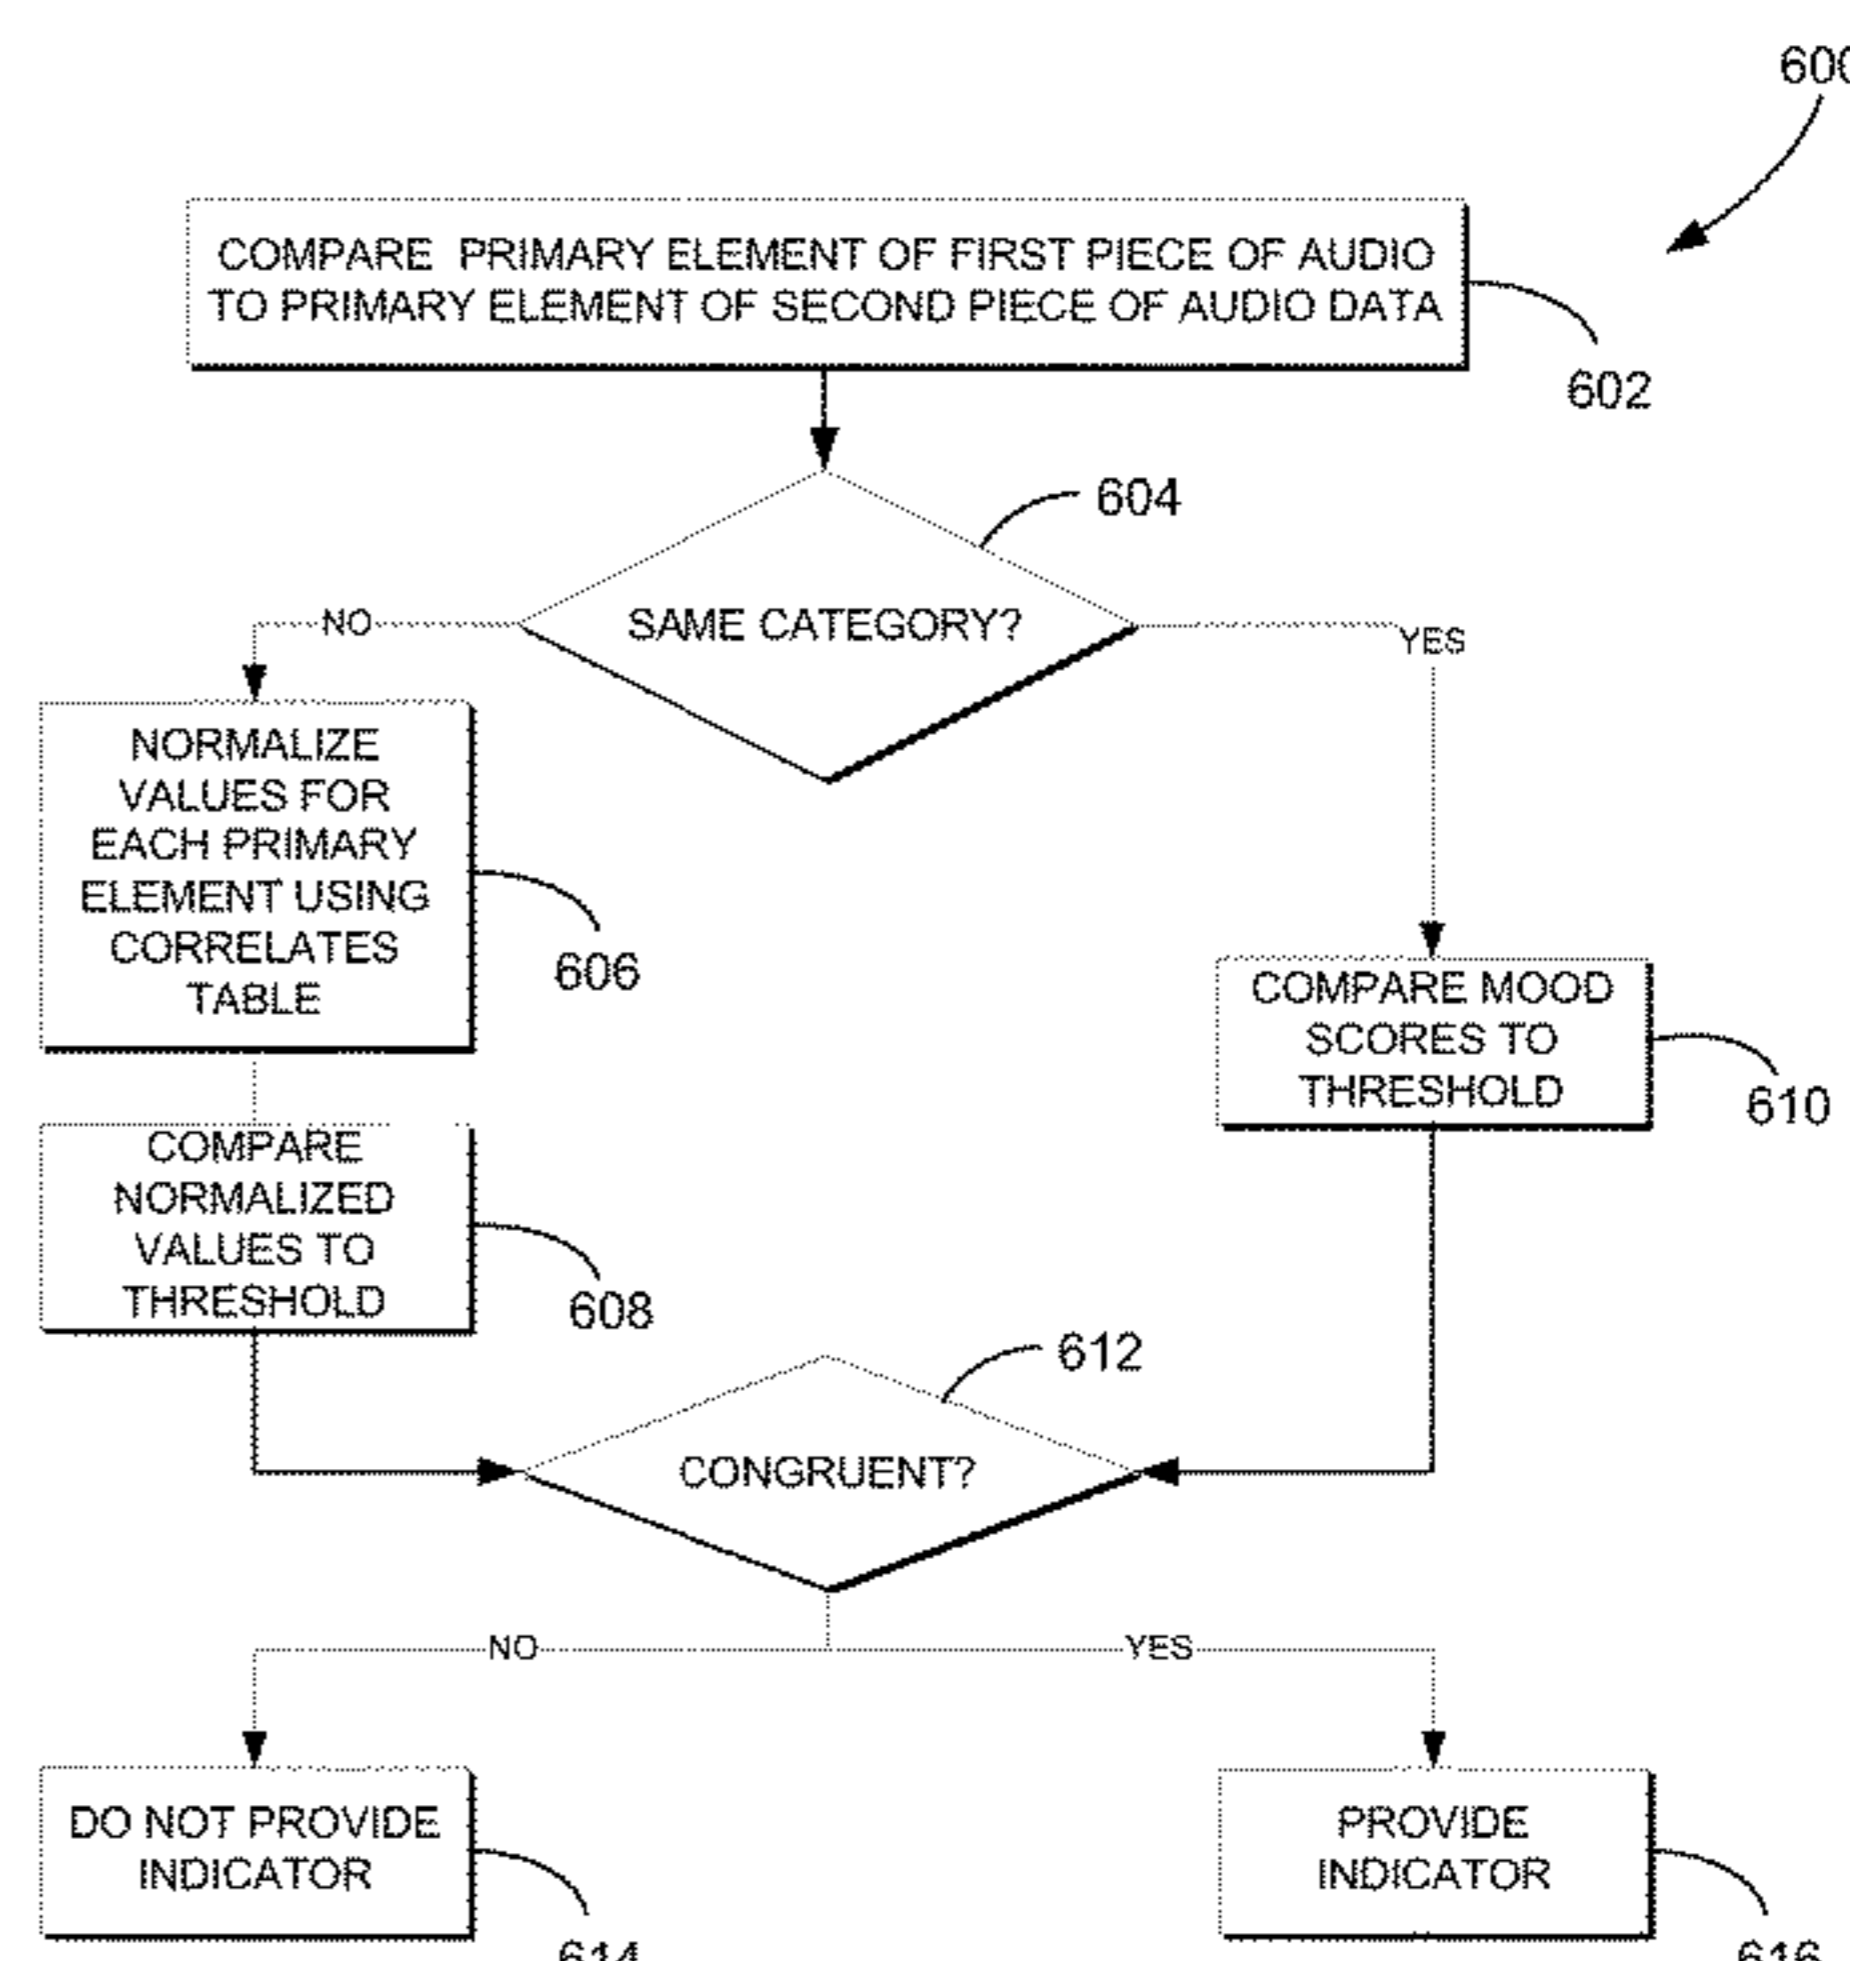 600
COMPARE PRIMARY ELEMENT OF FIRST PIECE OF AUDIO
TO PRIMARY ELEMENT OF SECOND PIECE OF AUDIO DATA
602
604
SAME CATEGORY?
NO
YES
NORMALIZE
VALUES FOR
EACH PRIMARY
ELEMENT USING
CORRELATES
TABLE
606
COMPARE MOOD
SCORES TO
THRESHOLD
610
COMPARE
NORMALIZED
VALUES TO
THRESHOLD
608
612
CONGRUENT?
NO
YES
DO NOT PROVIDE
INDICATOR
614
PROVIDE
INDICATOR
616